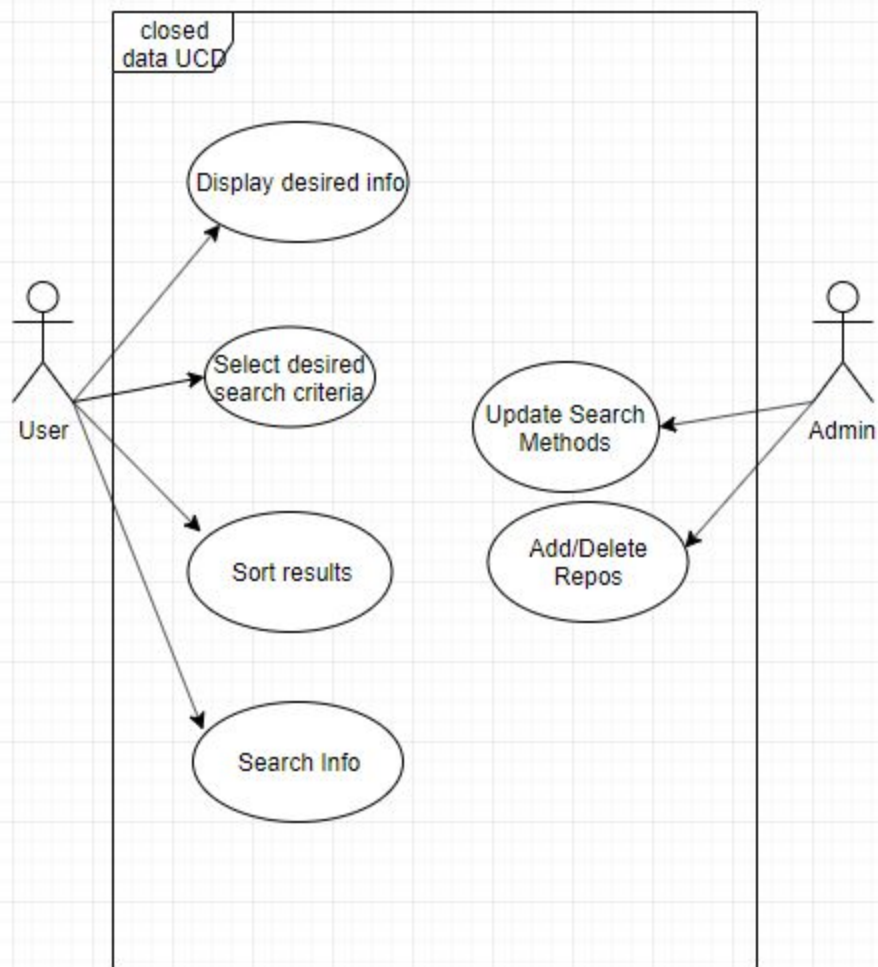 closed
data UCD
Display desired info
Select desired
search criteria
User
Update Search
Methods
Admin
Add/Delete
Repos
Sort results
Search Info